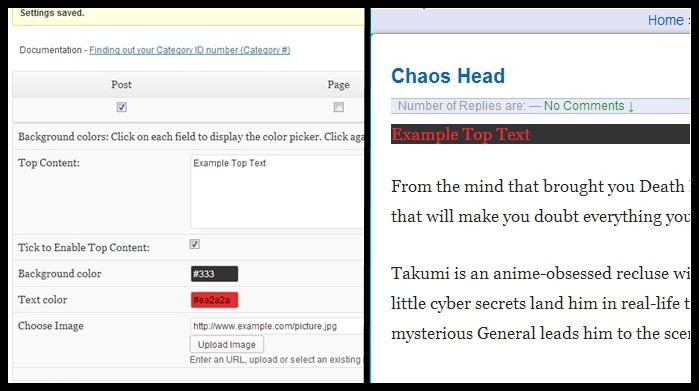 Settings saved.
Documentation - Finding out your Category ID number (Category #)
Post Page
Background colors: Click on each field to display the color picker. Click aga
Top Content:
Example Top Text
Tick to Enable Top Content:
Background color
#333
Text color
#ea2a2a
Choose Image
http://www.example.com/picture.jpg
Upload Image
Enter an URL, upload or select an existing
Home
Chaos Head
Number of Replies are: — No Comments ↓
Example Top Text
From the mind that brought you Death
that will make you doubt everything you
Takumi is an anime-obsessed recluse wi
little cyber secrets land him in real-life t
mysterious General leads him to the scen